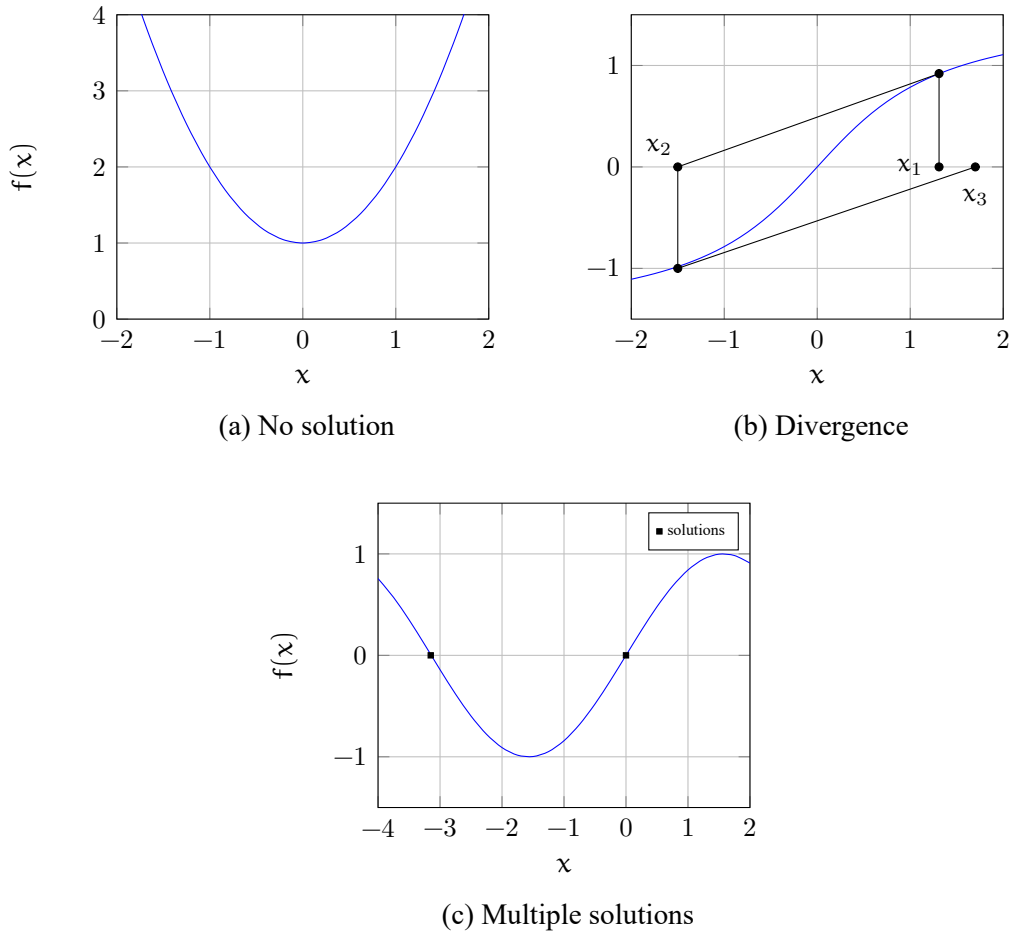 4
3
2
1
0
f(x)
−2 −1 0 1 2
x
(a) No solution
1
0
−1
x₂
x₁
x₃
−2 −1 0 1 2
x
(b) Divergence
solutions
1
0
−1
f(x)
−4 −3 −2 −1 0 1 2
x
(c) Multiple solutions